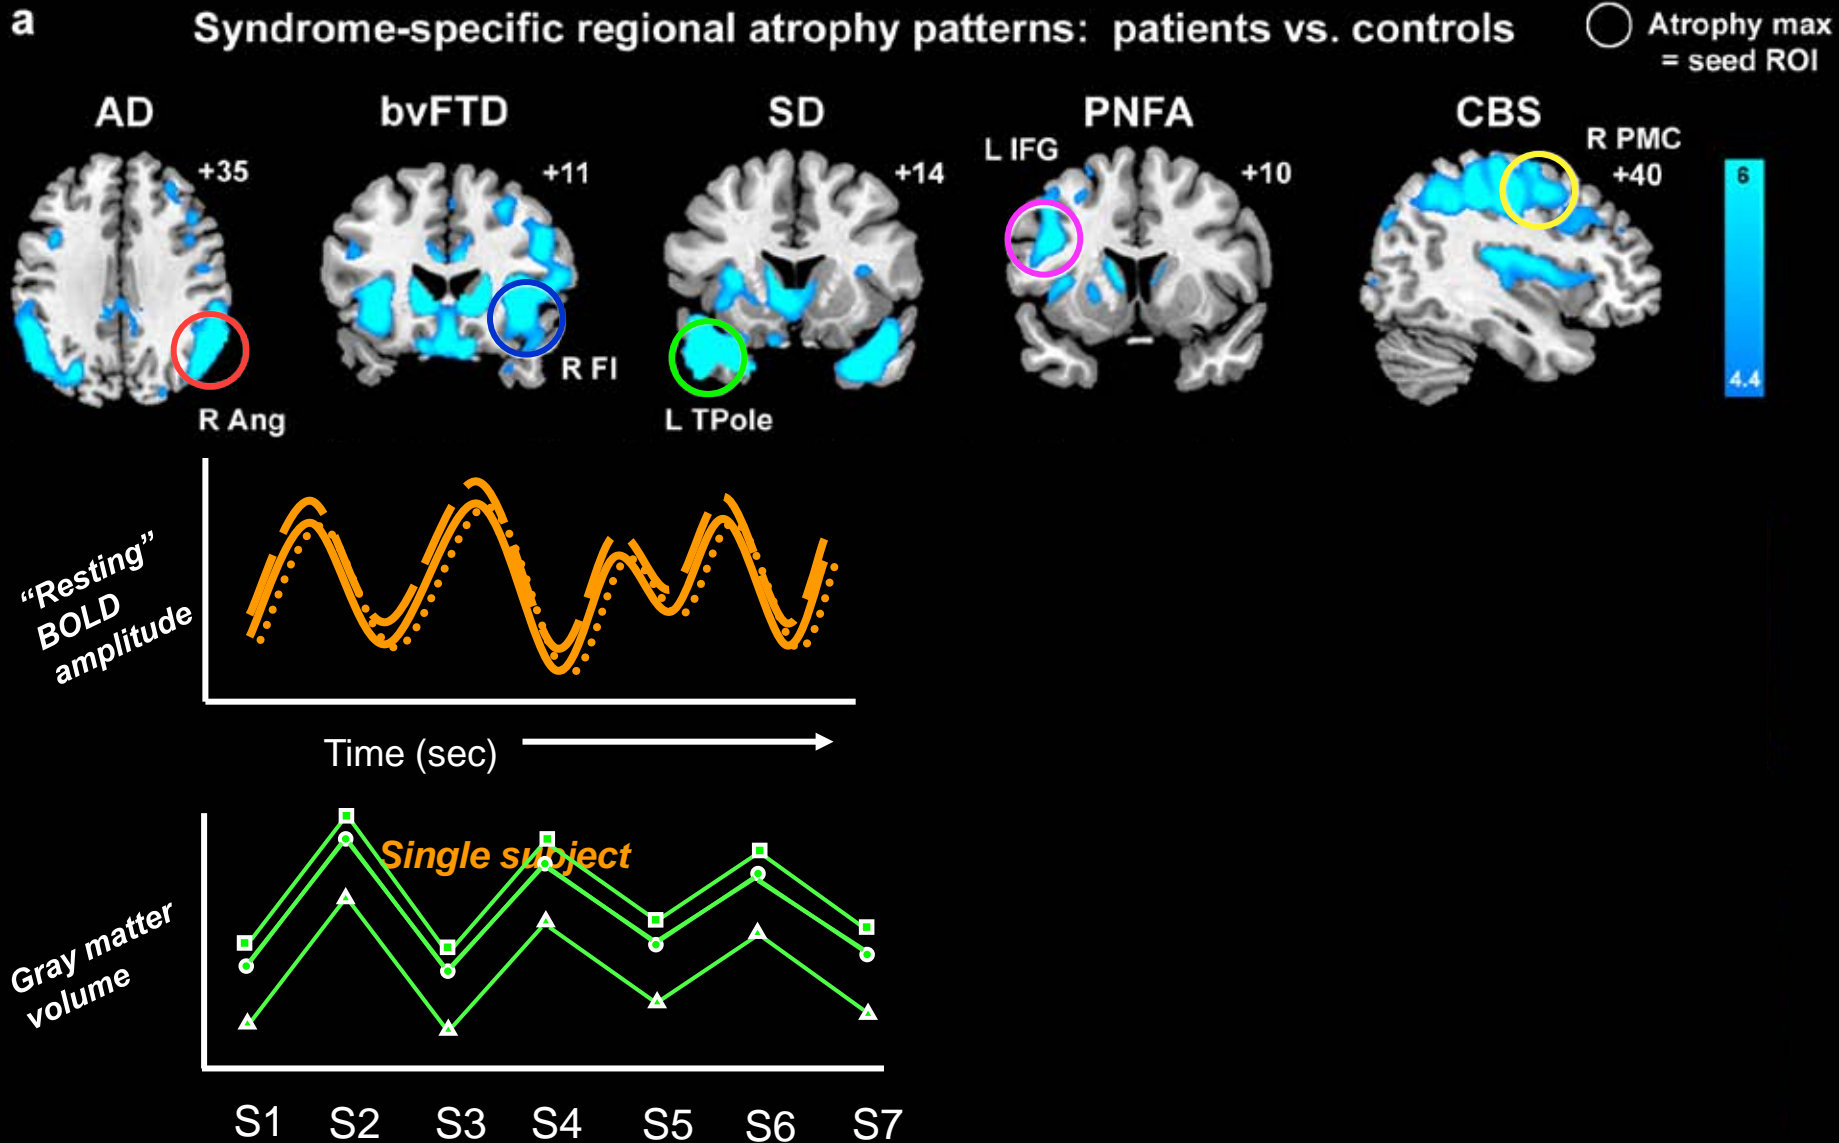 a
Syndrome-specific regional atrophy patterns: patients vs. controls
Atrophy max
= seed ROI
AD
+35
R Ang
bvFTD
+11
R FI
SD
+14
L TPole
PNFA
L IFG
+10
CBS
R PMC
+40
6
4.4
“Resting”
BOLD
amplitude
Time (sec)
Single subject
Gray matter
volume
S1 S2 S3 S4 S5 S6 S7